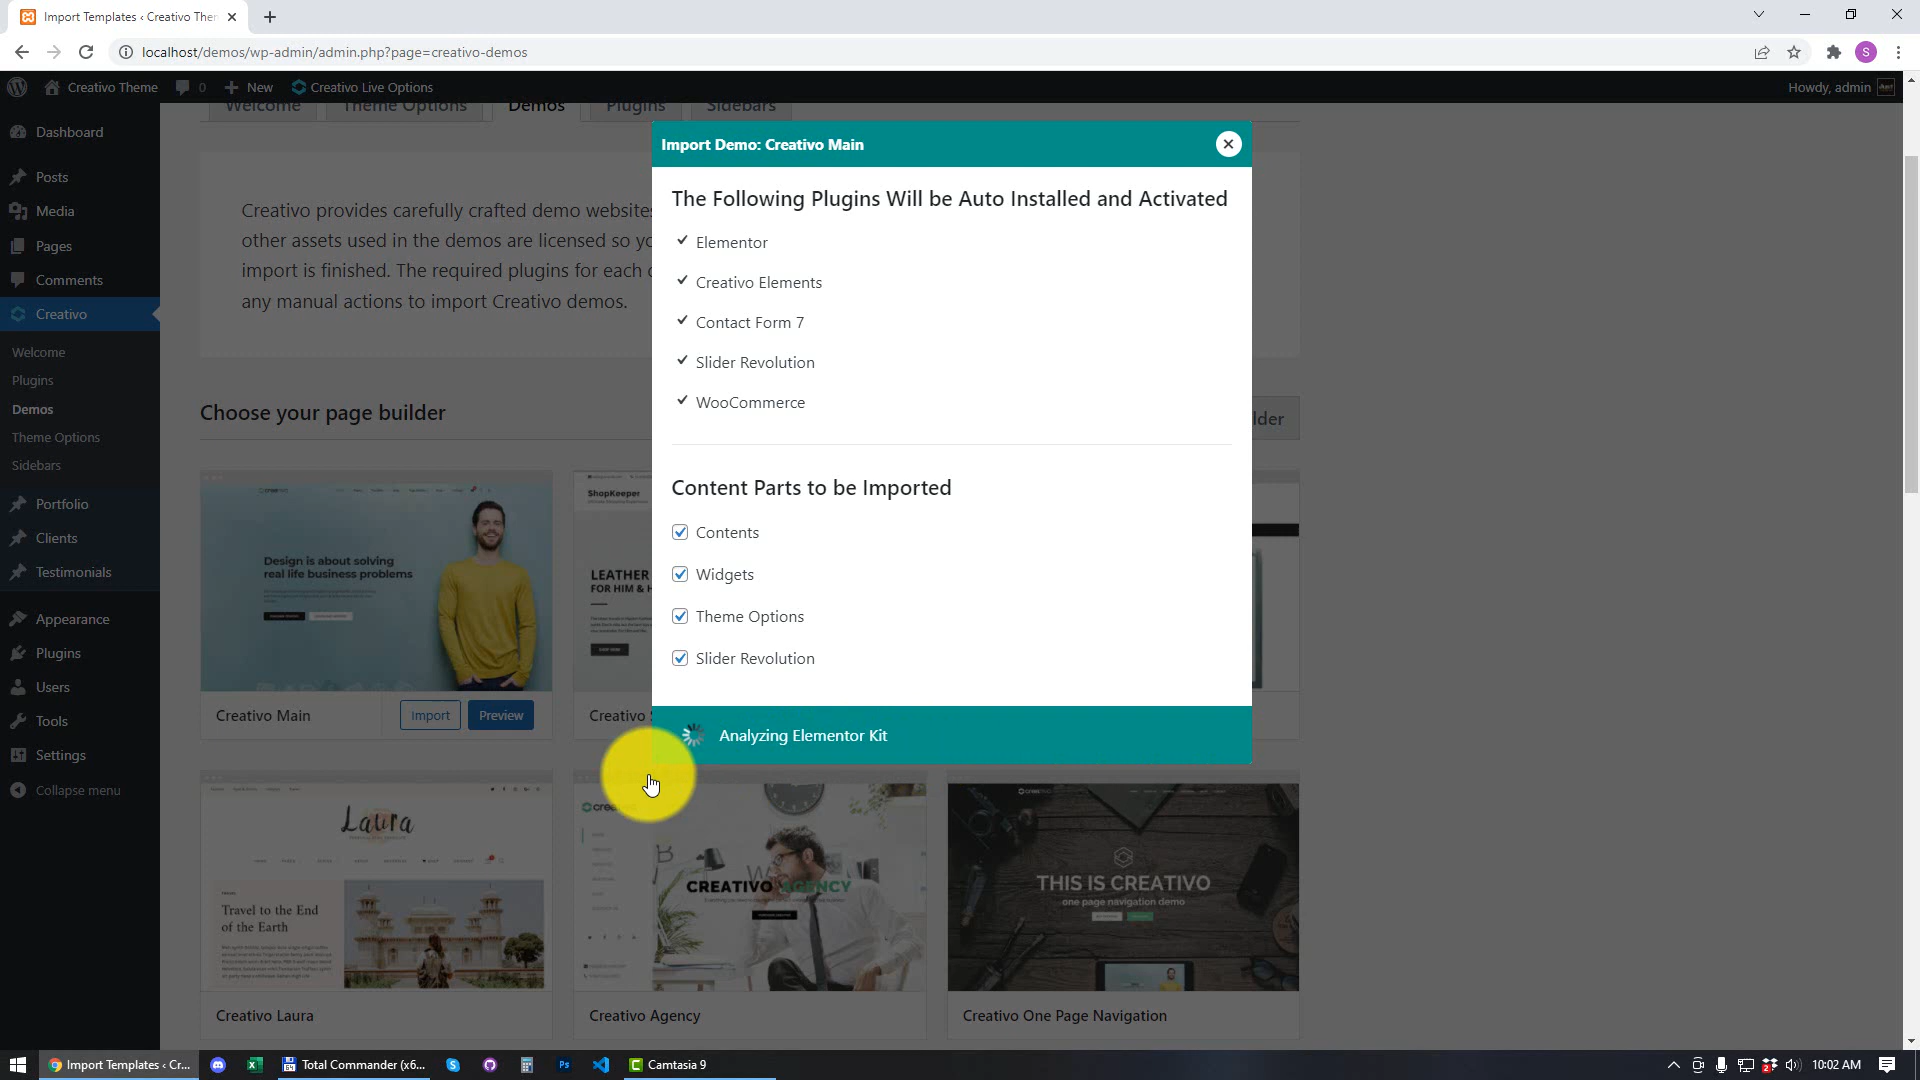 Import Templates ‹ Creativo Then
localhost/demos/wp-admin/admin.php?page=creativo-demos
S
Creativo Theme
0
New
Creativo Live Options
Howdy, admin
Dashboard
Posts
Media
Pages
Comments
Creativo
Welcome
Plugins
Demos
Theme Options
Sidebars
Portfolio
Clients
Testimonials
Appearance
Plugins
Users
Tools
Settings
Collapse menu
Welcome
Theme Options
Demos
Plugins
Sidebars
Creativo provides carefully crafted demo websites
other assets used in the demos are licensed so yo
import is finished. The required plugins for each
any manual actions to import Creativo demos.
Choose your page builder
lder
Import Demo: Creativo Main
The Following Plugins Will be Auto Installed and Activated
Elementor
Creativo Elements
Contact Form 7
Slider Revolution
WooCommerce
Content Parts to be Imported
Contents
Widgets
Theme Options
Slider Revolution
Analyzing Elementor Kit
Design is about solving
real life business problems
Creativo Main
Import
Preview
ShopKeeper
LEATHER
FOR HIM & H
Creativo S
Laura
Travel to the End
of the Earth
Creativo Laura
CREATIVO AGENCY
Creativo Agency
THIS IS CREATIVO
one page navigation demo
Creativo One Page Navigation
Import Templates ‹ Cr...
Total Commander (x6...
Ps
Camtasia 9
2
10:02 AM